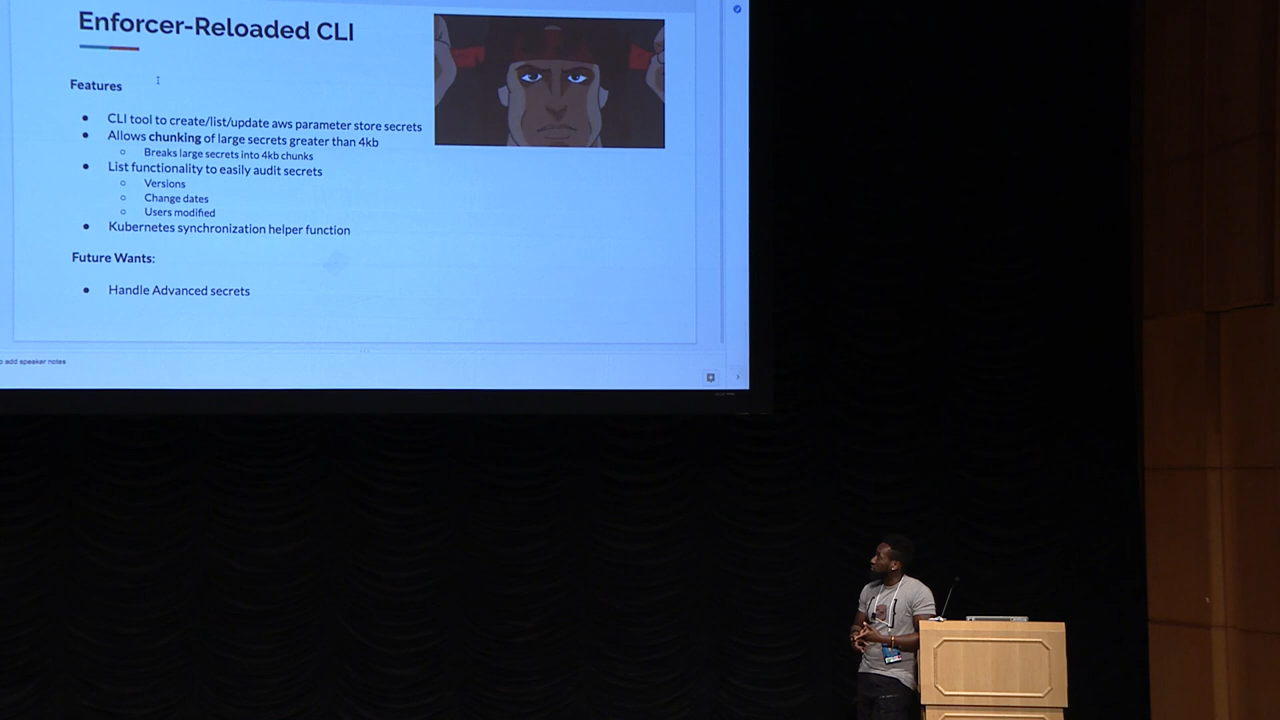 Enforcer-Reloaded CLI
Features
CLI tool to create/list/update aws parameter store secrets
Allows chunking of large secrets greater than 4kb
Breaks large secrets into 4kb chunks
List functionality to easily audit secrets
Versions
Change dates
Users modified
Kubernetes synchronization helper function
Future Wants:
Handle Advanced secrets
add speaker notes